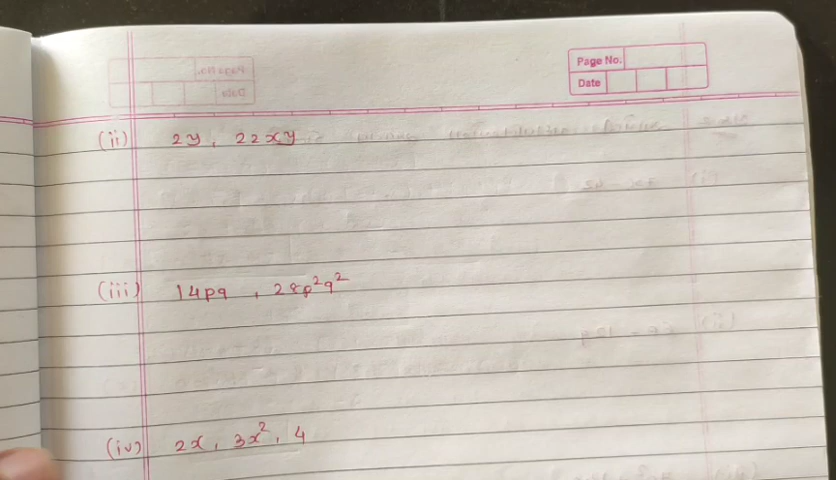 Page No.
Date
(ii) 2y, 22xy
(iii) 14pq, 28p²q²
(iv) 2x, 3x², 4